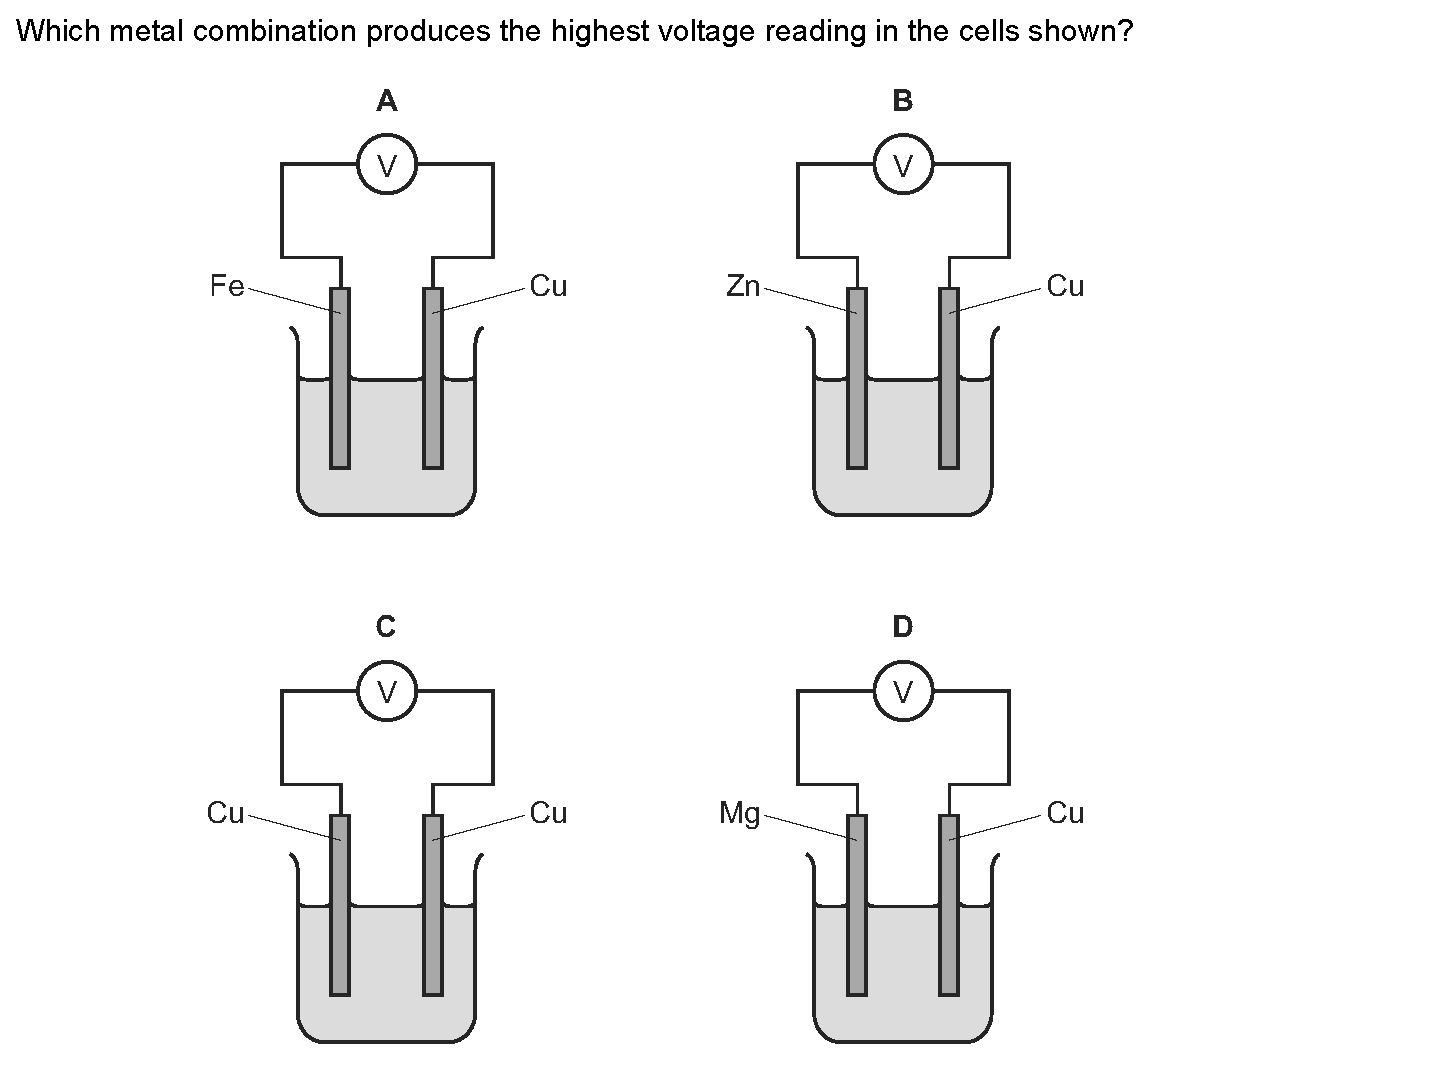 Which metal combination produces the highest voltage reading in the cells shown?
A
B
V
V
Fe
Cu
Zn
Cu
C
D
V
V
Cu
Cu
Mg
Cu